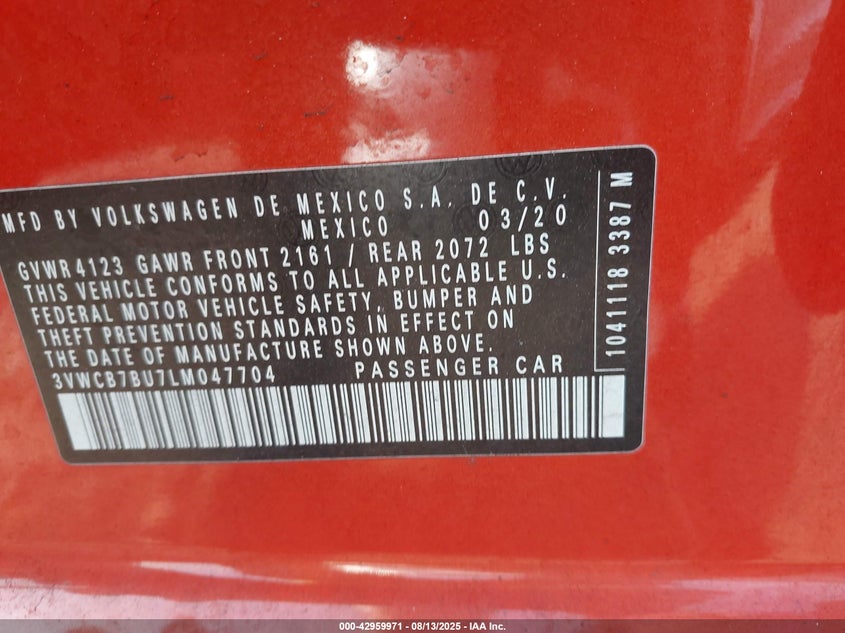 MFD BY VOLKSWAGEN DE MEXICO S.A. DE C.V.
MEXICO 03/20
GVWR 4123 GAWR FRONT 2161 / REAR 2072 LBS
THIS VEHICLE CONFORMS TO ALL APPLICABLE U.S.
FEDERAL MOTOR VEHICLE SAFETY, BUMPER AND
THEFT PREVENTION STANDARDS IN EFFECT ON
THE DATE OF MANUFACTURE SHOWN ABOVE.
3VWCB7BU7LM047704 PASSENGER CAR
1041118 3387 M
000-42959971 - 08/13/2025 - IAA Inc.